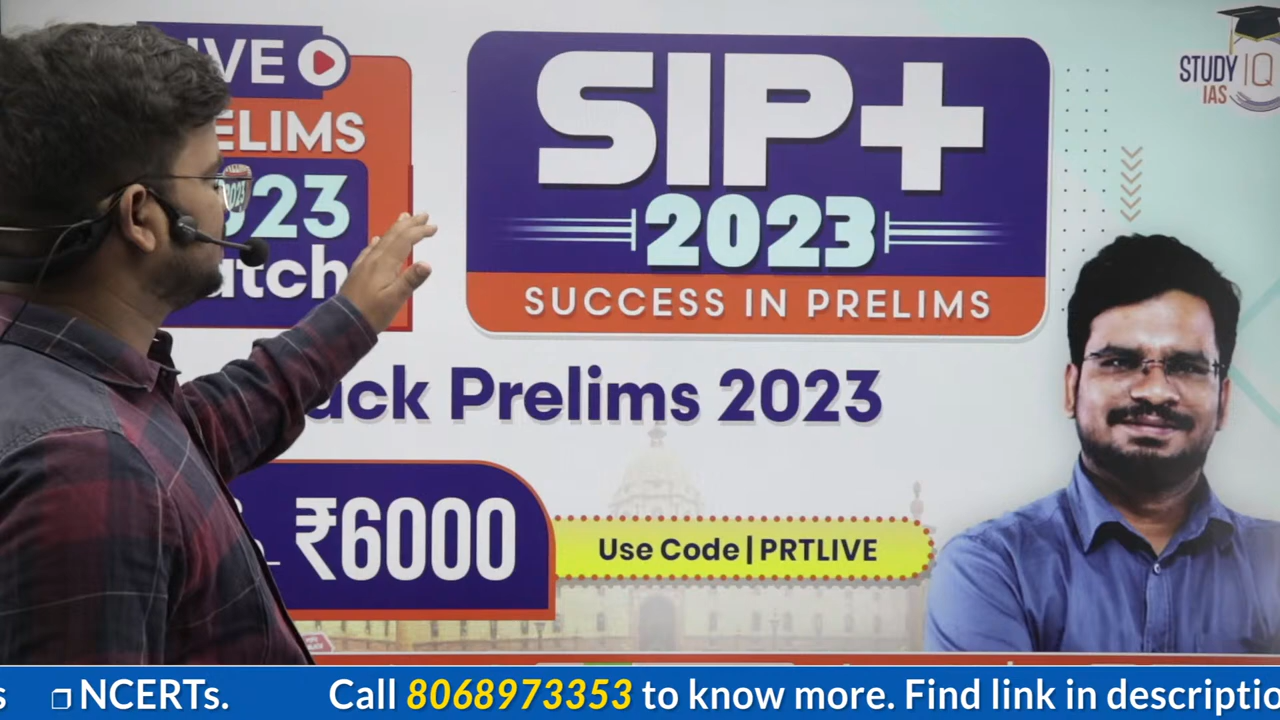 IVE
ELIMS
023
atch
SIP+
2023
SUCCESS IN PRELIMS
STUDY IQ
IAS
ack Prelims 2023
₹6000
Use Code | PRTLIVE
s NCERTs. Call 8068973353 to know more. Find link in descriptio